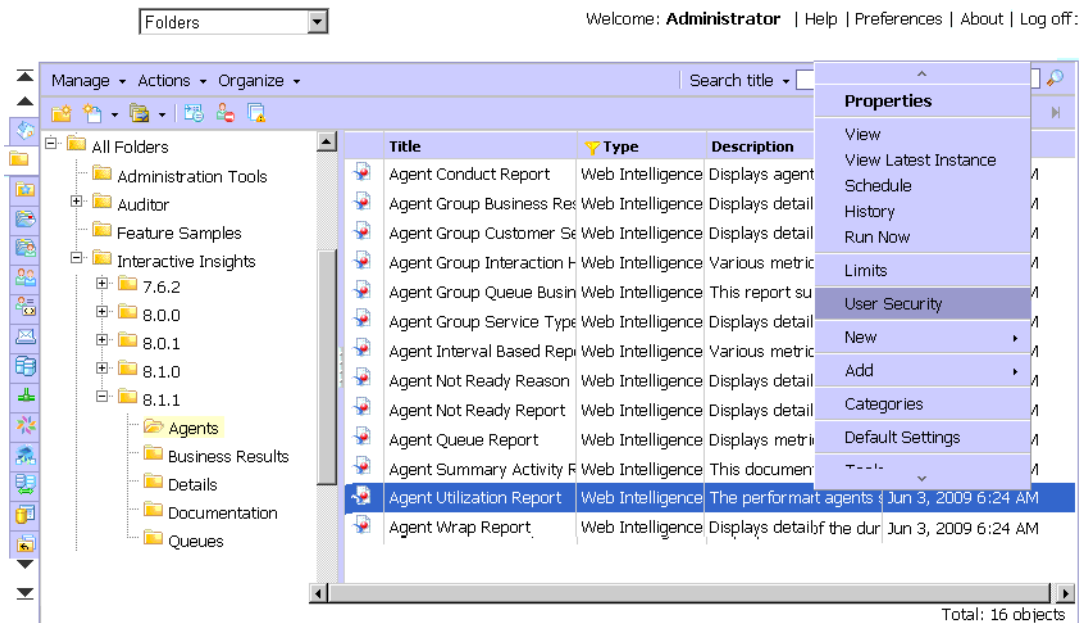 Folders
Welcome: Administrator | Help | Preferences | About | Log off:
Manage Actions Organize Search title
All Folders
Administration Tools
Auditor
Feature Samples
Interactive Insights
7.6.2
8.0.0
8.0.1
8.1.0
8.1.1
Agents
Business Results
Details
Documentation
Queues
Title Type Description
Agent Conduct Report Web Intelligence Displays agent M
Agent Group Business Res Web Intelligence Displays detail M
Agent Group Customer Se Web Intelligence Displays detail M
Agent Group Interaction H Web Intelligence Various metric M
Agent Group Queue Busin Web Intelligence This report su M
Agent Group Service Type Web Intelligence Displays detail M
Agent Interval Based Rep Web Intelligence Various metric M
Agent Not Ready Reason Web Intelligence Displays detail M
Agent Not Ready Report Web Intelligence Displays detail M
Agent Queue Report Web Intelligence Displays metri M
Agent Summary Activity R Web Intelligence This document M
Agent Utilization Report Web Intelligence The performart agents s Jun 3, 2009 6:24 AM
Agent Wrap Report Web Intelligence Displays detail of the dur Jun 3, 2009 6:24 AM
Properties
View
View Latest Instance
Schedule
History
Run Now
Limits
User Security
New
Add
Categories
Default Settings
Total: 16 objects